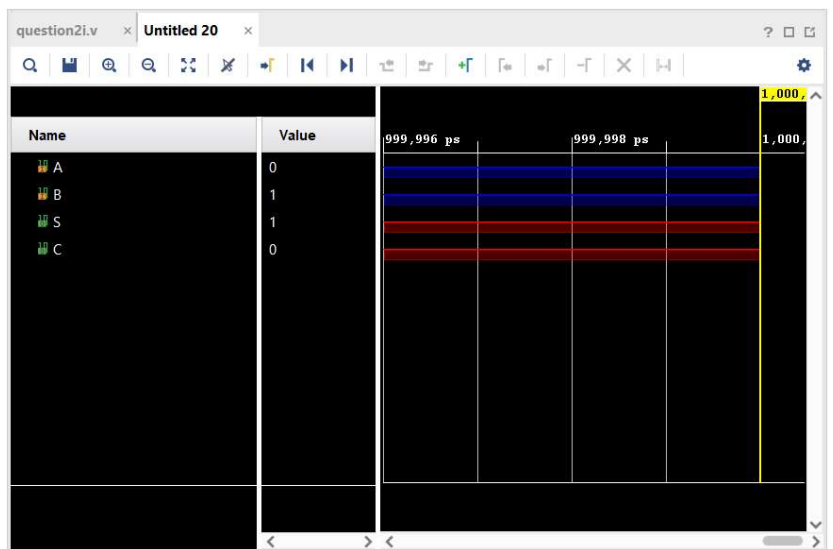 question2i.v × Untitled 20 ×
?
1,000,
Name Value
999,996 ps 999,998 ps 1,000,
A 0
B 1
S 1
C 0